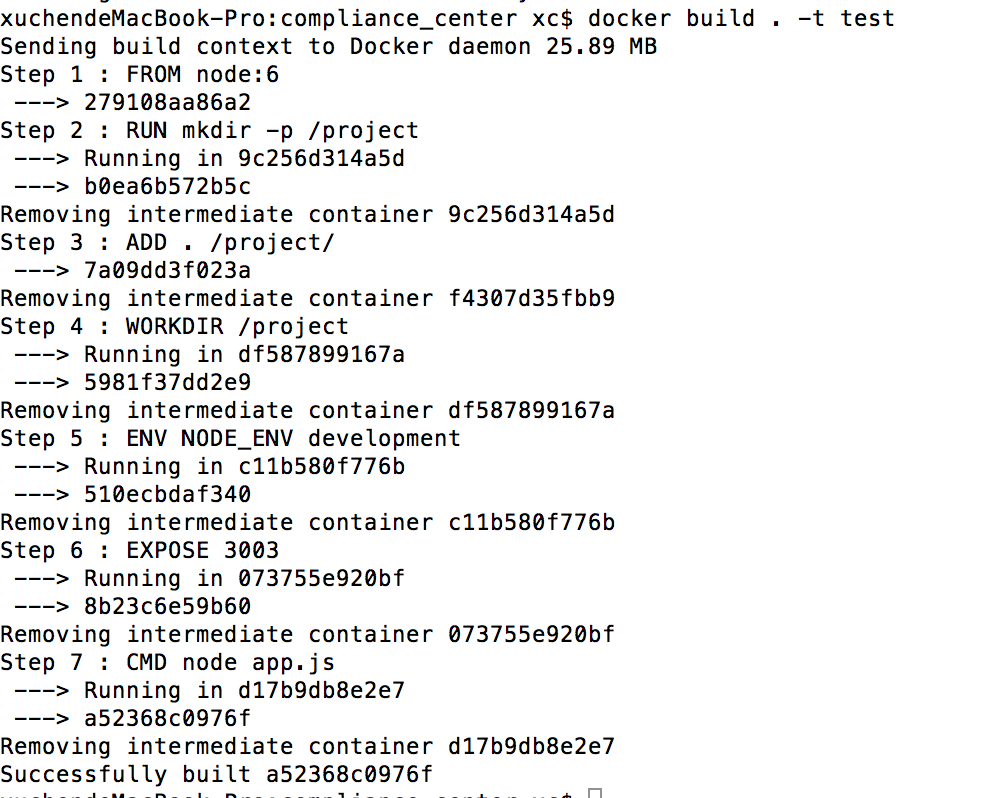 xuchendeMacBook-Pro:compliance_center xc$ docker build . -t test
Sending build context to Docker daemon 25.89 MB
Step 1 : FROM node:6
 ---> 279108aa86a2
Step 2 : RUN mkdir -p /project
 ---> Running in 9c256d314a5d
 ---> b0ea6b572b5c
Removing intermediate container 9c256d314a5d
Step 3 : ADD . /project/
 ---> 7a09dd3f023a
Removing intermediate container f4307d35fbb9
Step 4 : WORKDIR /project
 ---> Running in df587899167a
 ---> 5981f37dd2e9
Removing intermediate container df587899167a
Step 5 : ENV NODE_ENV development
 ---> Running in c11b580f776b
 ---> 510ecbdaf340
Removing intermediate container c11b580f776b
Step 6 : EXPOSE 3003
 ---> Running in 073755e920bf
 ---> 8b23c6e59b60
Removing intermediate container 073755e920bf
Step 7 : CMD node app.js
 ---> Running in d17b9db8e2e7
 ---> a52368c0976f
Removing intermediate container d17b9db8e2e7
Successfully built a52368c0976f
xuchendeMacBook-Pro:compliance_center xc$